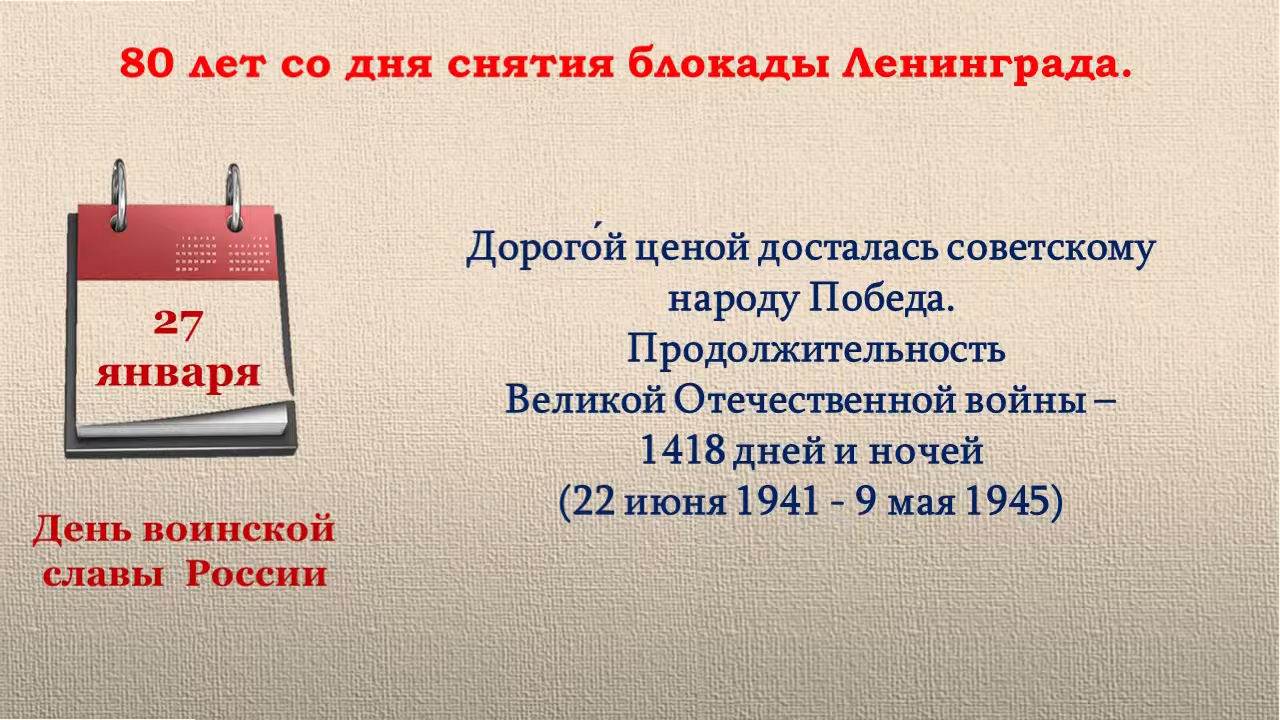 80 лет со дня снятия блокады Ленинграда.
27
января
День воинской
славы России
Дорого́й ценой досталась советскому
народу Победа.
Продолжительность
Великой Отечественной войны –
1418 дней и ночей
(22 июня 1941 - 9 мая 1945)